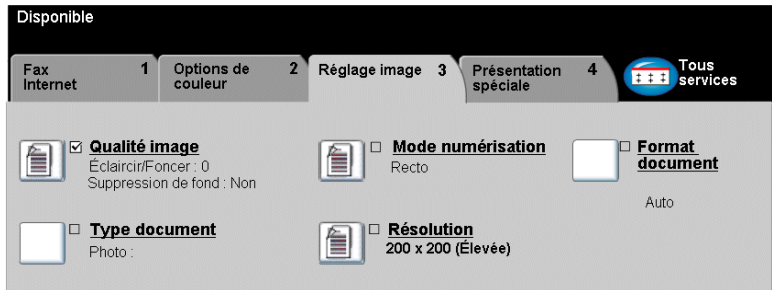 Disponible
Fax Internet 1
Options de couleur 2
Réglage image 3
Présentation spéciale 4
Tous services
Qualité image
Éclaircir/Foncer : 0
Suppression de fond : Non
Mode numérisation
Recto
Format document
Auto
Type document
Photo :
Résolution
200 x 200 (Élevée)